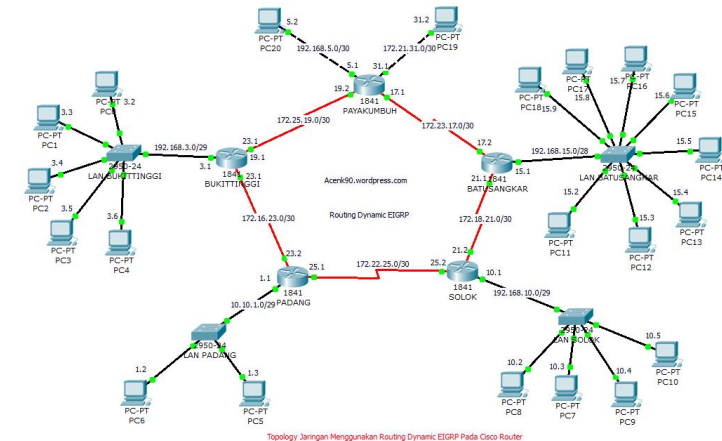 5.2
PC-PT
PC20
31.2
PC-PT
PC19
192.168.5.0/30
172.21.31.0/30
5.1
31.1
19.2
17.1
1841
PAYAKUMBUH
172.25.19.0/30
172.23.17.0/30
3.2
PC-PT
3.3
PC-PT
PC1
3.4
PC-PT
PC2
3.5
PC-PT
PC3
3.6
PC-PT
PC4
2950-24
LAN BUKITTINGGI
192.168.3.0/29
3.1
23.1
19.1
1841
23.1
BUKITTINGGI
Acenk90.wordpress.com
Routing Dynamic EIGRP
17.2
15.1
21.1
1841
BATUSANGKAR
192.168.15.0/28
2950-24
LAN BATUSANGKAR
PC-PT
PC18
15.9
PC-PT
PC17
15.8
15.7
PC-PT
PC16
15.6
PC-PT
PC15
15.5
PC-PT
PC14
15.4
PC-PT
PC13
15.3
PC-PT
PC12
15.2
PC-PT
PC11
172.16.23.0/30
172.18.21.0/30
23.2
1.1
25.1
1841
PADANG
172.22.25.0/30
25.2
21.2
10.1
1841
SOLOK
10.10.1.0/29
2950-24
LAN PADANG
1.2
PC-PT
PC6
1.3
PC-PT
PC5
192.168.10.0/29
2950-24
LAN SOLOK
10.2
PC-PT
PC8
10.3
PC-PT
PC7
10.4
PC-PT
PC9
10.5
PC-PT
PC10
Topology Jaringan Menggunakan Routing Dynamic EIGRP Pada Cisco Router